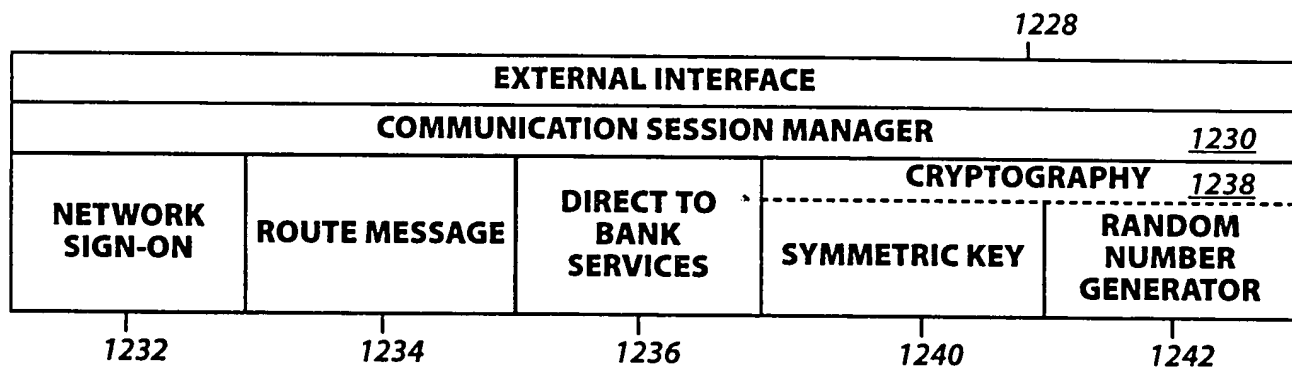 1228
EXTERNAL INTERFACE
COMMUNICATION SESSION MANAGER 1230
NETWORK
SIGN-ON
ROUTE MESSAGE
DIRECT TO
BANK
SERVICES
CRYPTOGRAPHY 1238
SYMMETRIC KEY
RANDOM
NUMBER
GENERATOR
1232
1234
1236
1240
1242